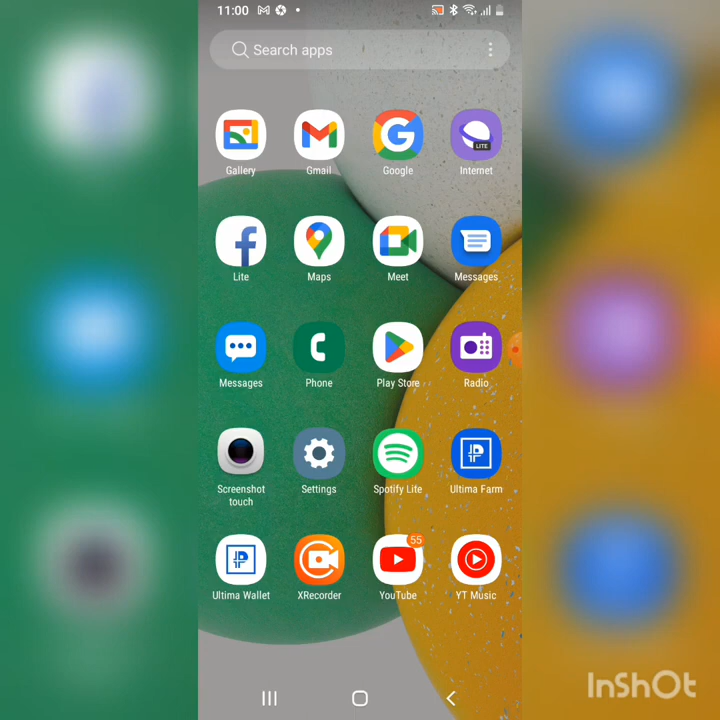 11:00
Search apps
Gallery
Gmail
Google
LITE
Internet
Lite
Maps
Meet
Messages
Messages
Phone
Play Store
Radio
Screenshot
touch
Settings
Spotify Lite
Ultima Farm
Ultima Wallet
XRecorder
55
YouTube
YT Music
InShOt